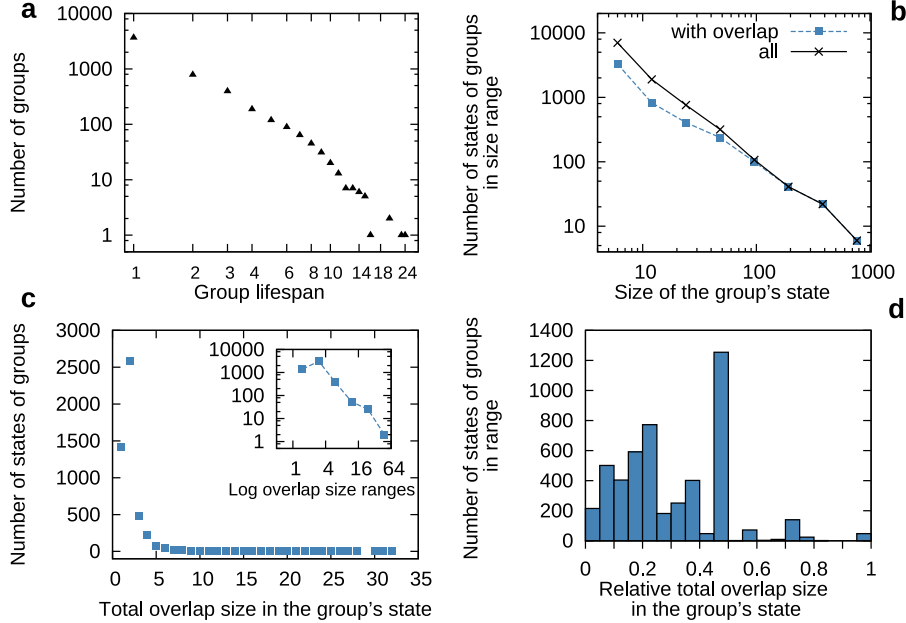 a
10000
1000
100
10
1
Number of groups
1 2 3 4 6 8 10 14 18 24
Group lifespan
b
with overlap
all
10000
1000
100
10
Number of states of groups
in size range
10 100 1000
Size of the group's state
c
3000
2500
2000
1500
1000
500
0
Number of states of groups
0 5 10 15 20 25 30 35
Total overlap size in the group's state
10000
1000
100
10
1
1 4 16 64
Log overlap size ranges
d
1400
1200
1000
800
600
400
200
0
Number of states of groups
in range
0 0.2 0.4 0.6 0.8 1
Relative total overlap size
in the group's state